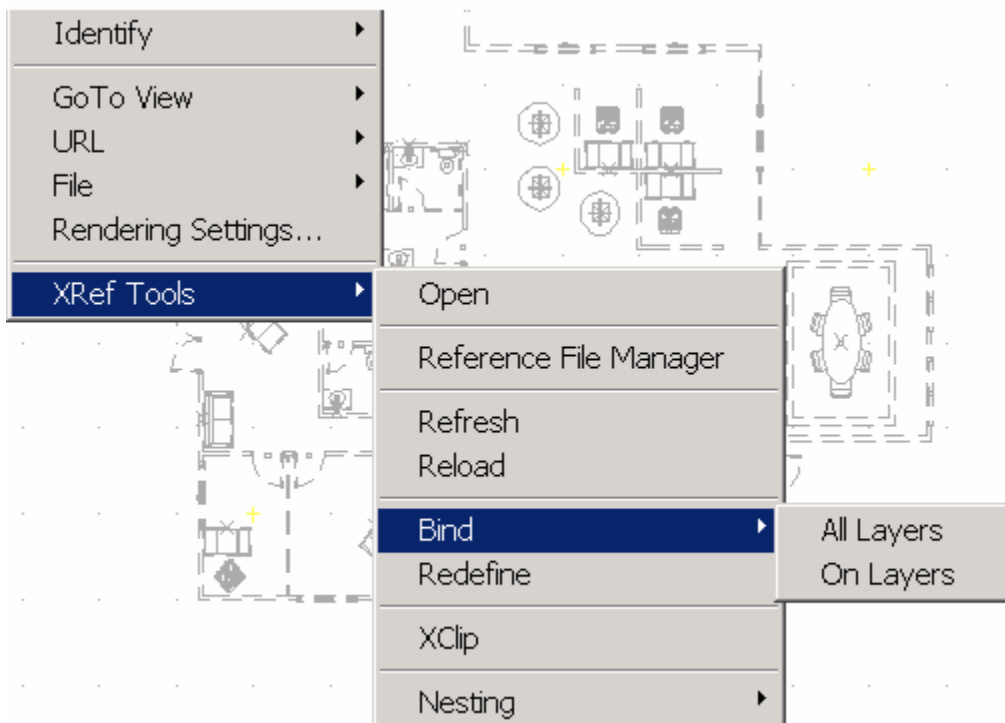 Identify
GoTo View
URL
File
Rendering Settings...
XRef Tools
Open
Reference File Manager
Refresh
Reload
Bind
All Layers
On Layers
Redefine
XClip
Nesting